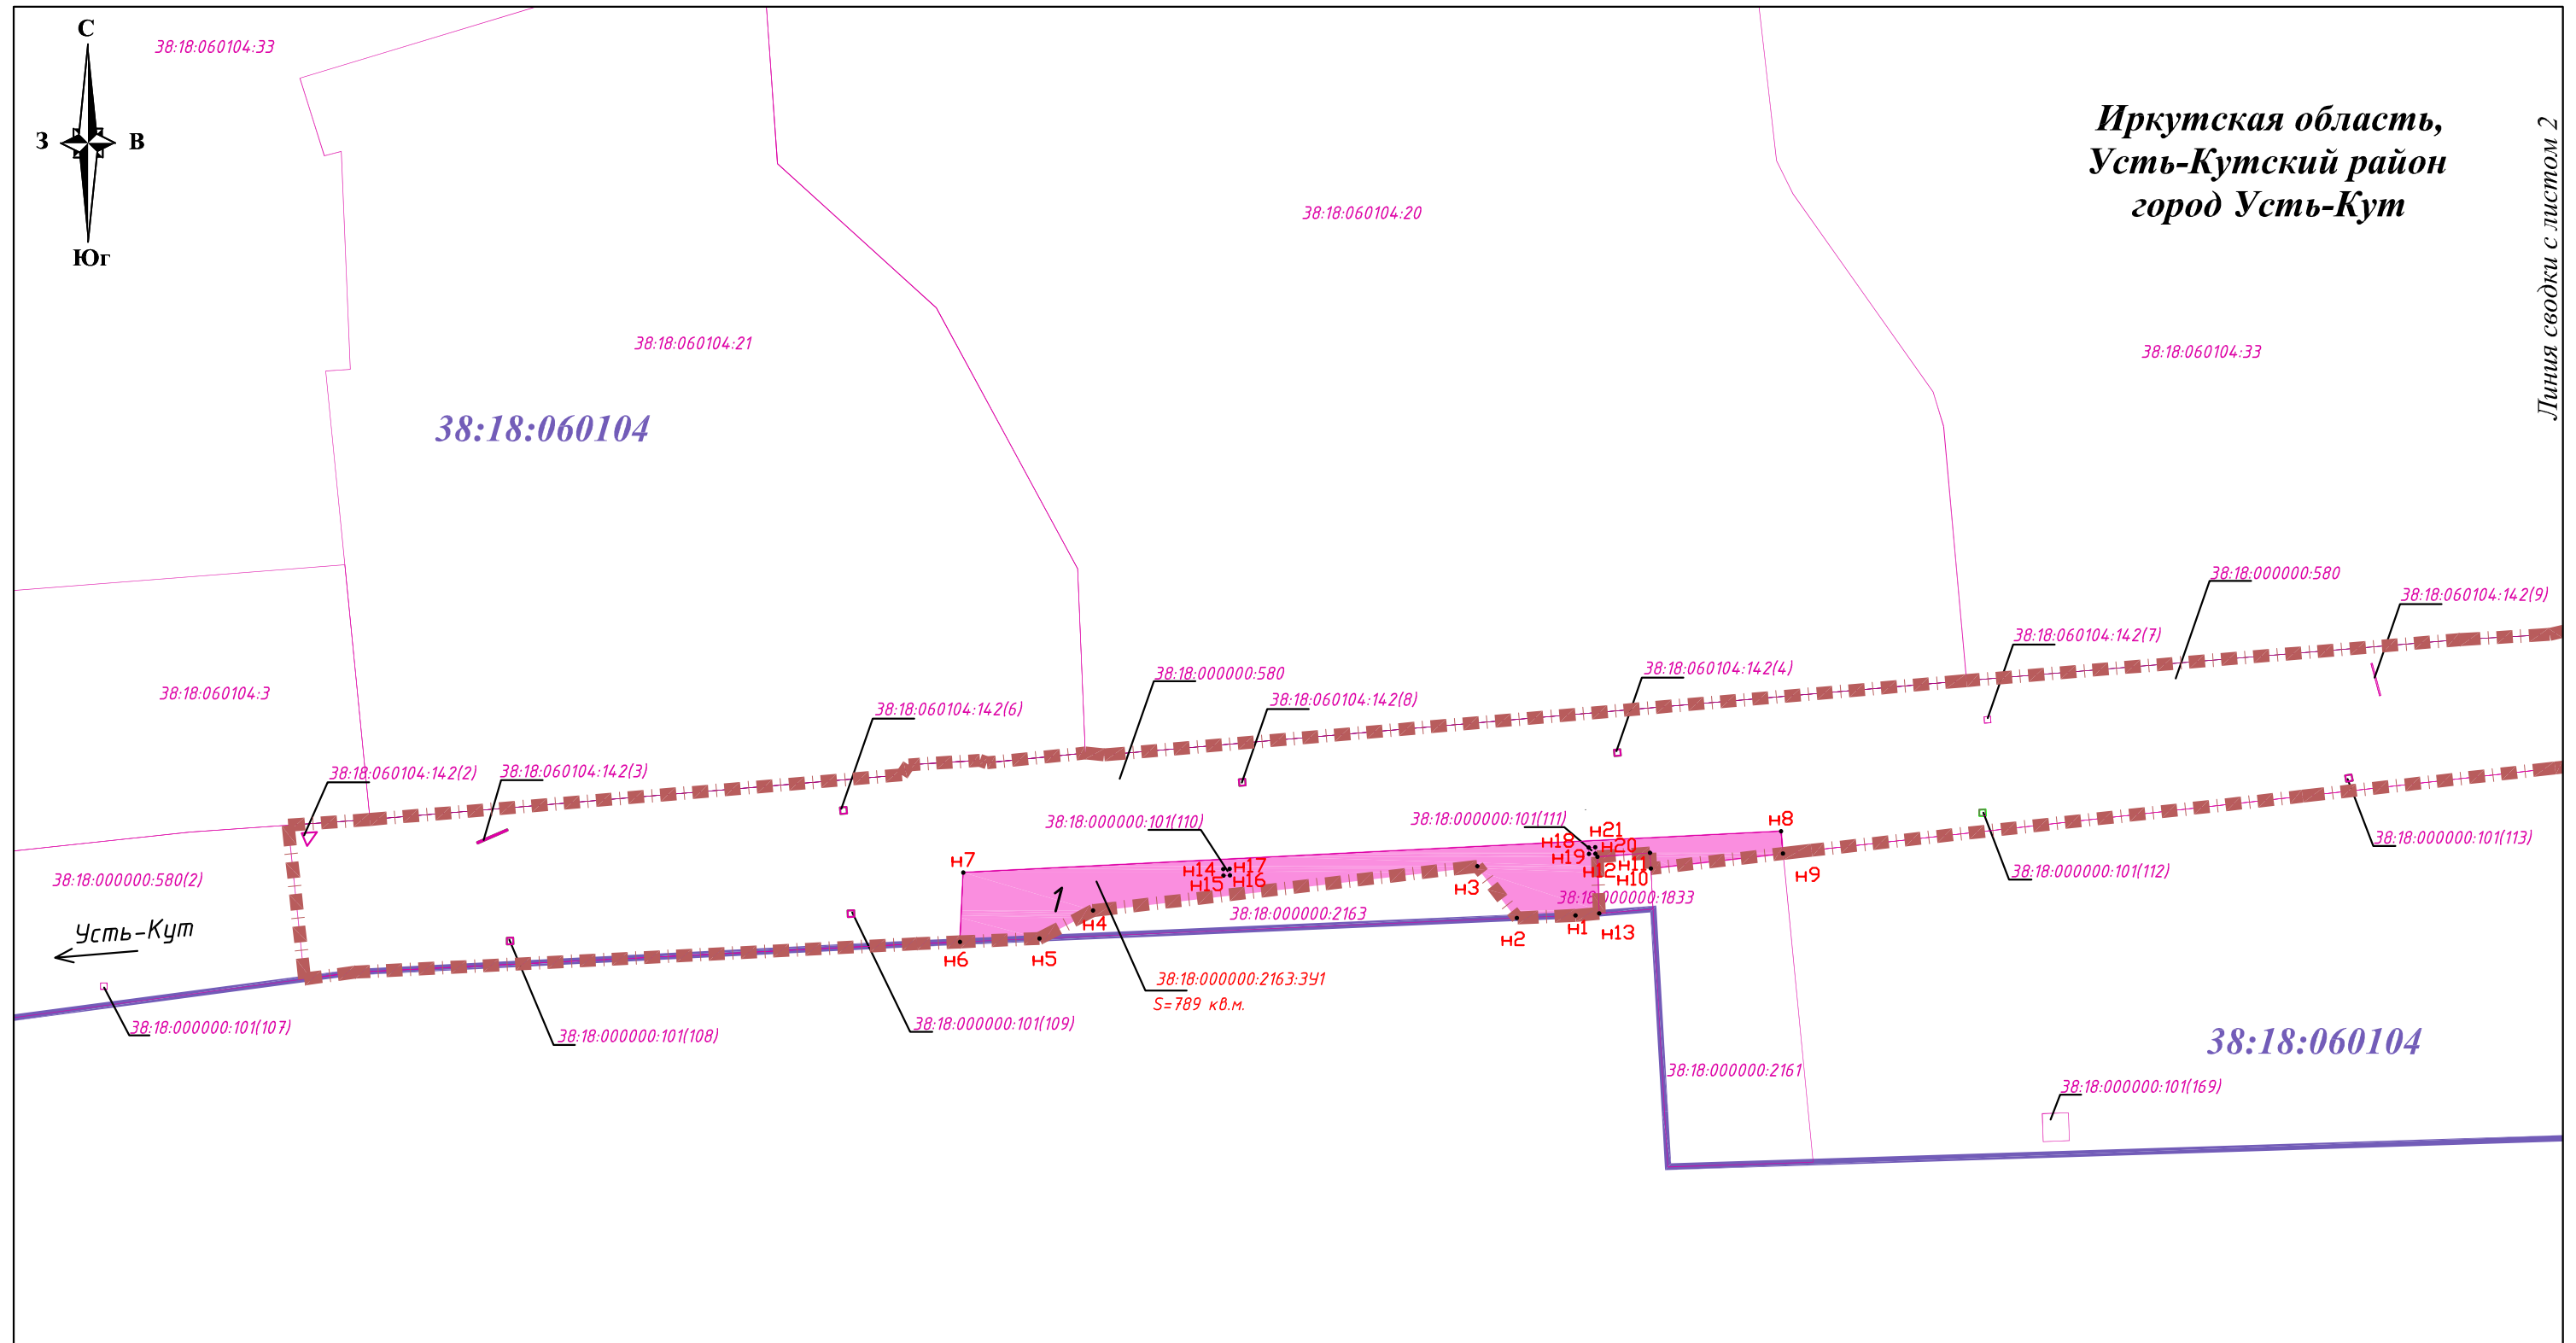 С
З
В
Юг
38:18:060104:33
38:18:060104:20
Иркутская область,
Усть-Кутский район
город Усть-Кут
Линия сводки с листом 2
38:18:060104:21
38:18:060104:33
38:18:060104
38:18:000000:580
38:18:060104:142(9)
38:18:060104:142(7)
38:18:060104:3
38:18:000000:580
38:18:060104:142(4)
38:18:060104:142(8)
38:18:060104:142(6)
38:18:060104:142(2)
38:18:060104:142(3)
38:18:000000:101(110)
38:18:000000:101(111)
38:18:000000:101(113)
38:18:000000:101(112)
38:18:000000:580(2)
Усть-Кут
н7
н14
н17
н15
н16
н18
н21
н20
н19
н11
н12
н10
н8
н9
н3
1
н4
38:18:000000:2163
38:18:000000:1833
н6
н5
н2
н1
н13
38:18:000000:2163:ЗУ1
S=789 кв.м.
38:18:000000:101(107)
38:18:000000:101(108)
38:18:000000:101(109)
38:18:060104
38:18:000000:2161
38:18:000000:101(169)